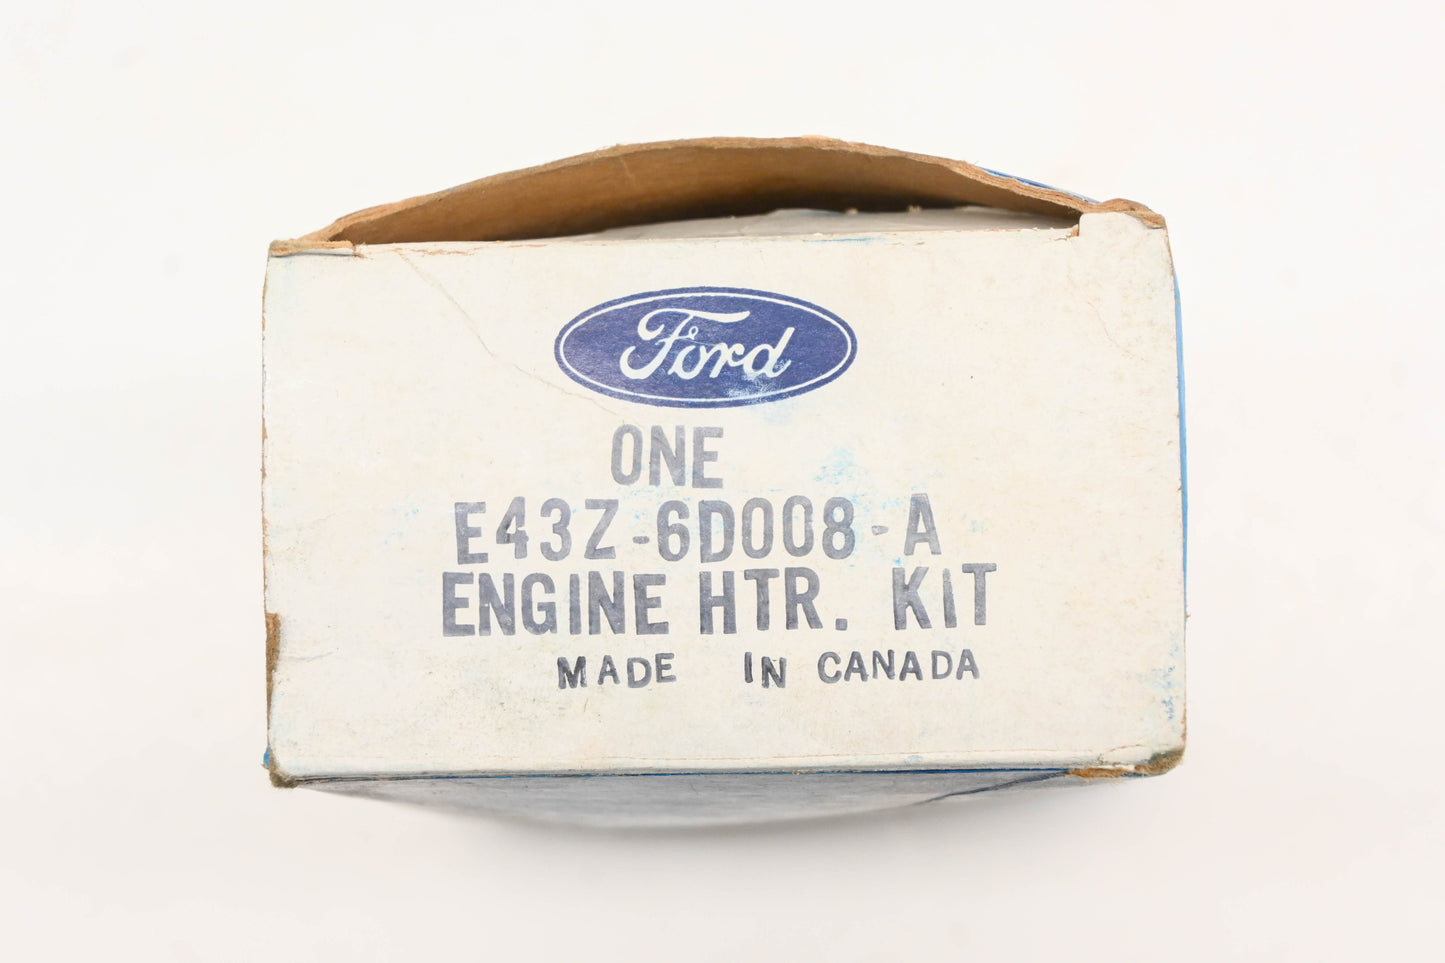 Ford
ONE
E43Z-6D008-A
ENGINE HTR. KIT
MADE IN CANADA